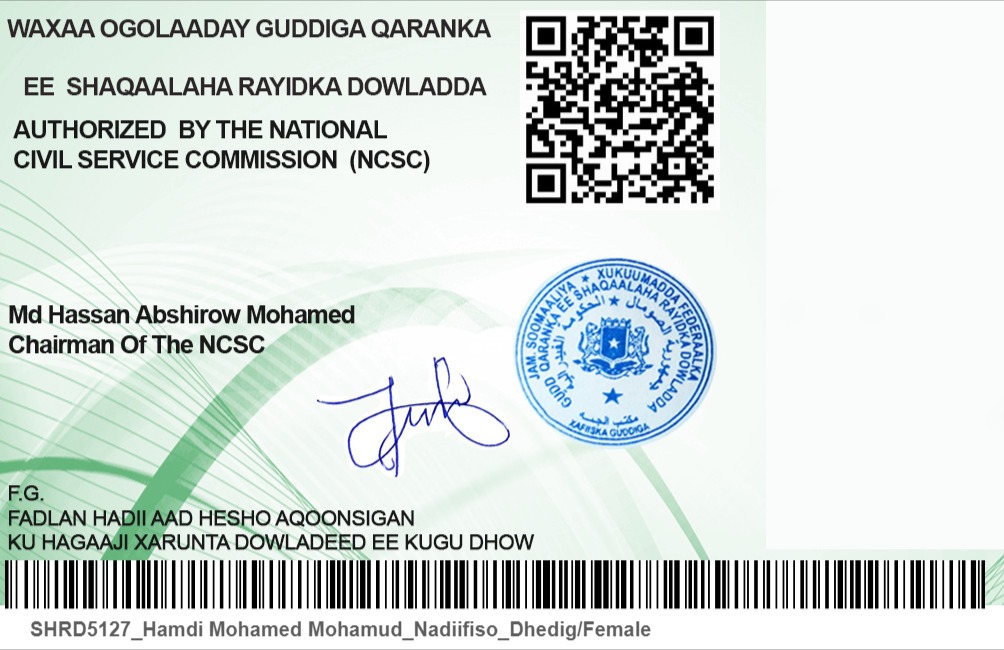 WAXAA OGOLAADAY GUDDIGA QARANKA
EE SHAQAALAHA RAYIDKA DOWLADDA
AUTHORIZED BY THE NATIONAL
CIVIL SERVICE COMMISSION (NCSC)
Md Hassan Abshirow Mohamed
Chairman Of The NCSC
JAM. SOOMAALIYA ★ XUKUUMADDA FEDERAALKA
GUDD QARANKA EE SHAQAALAHA RAYIDKA DOWLADDA
XAFIISKA GUDDIGA
F.G.
FADLAN HADII AAD HESHO AQOONSIGAN
KU HAGAAJI XARUNTA DOWLADEED EE KUGU DHOW
SHRD5127_Hamdi Mohamed Mohamud_Nadiifiso_Dhedig/Female